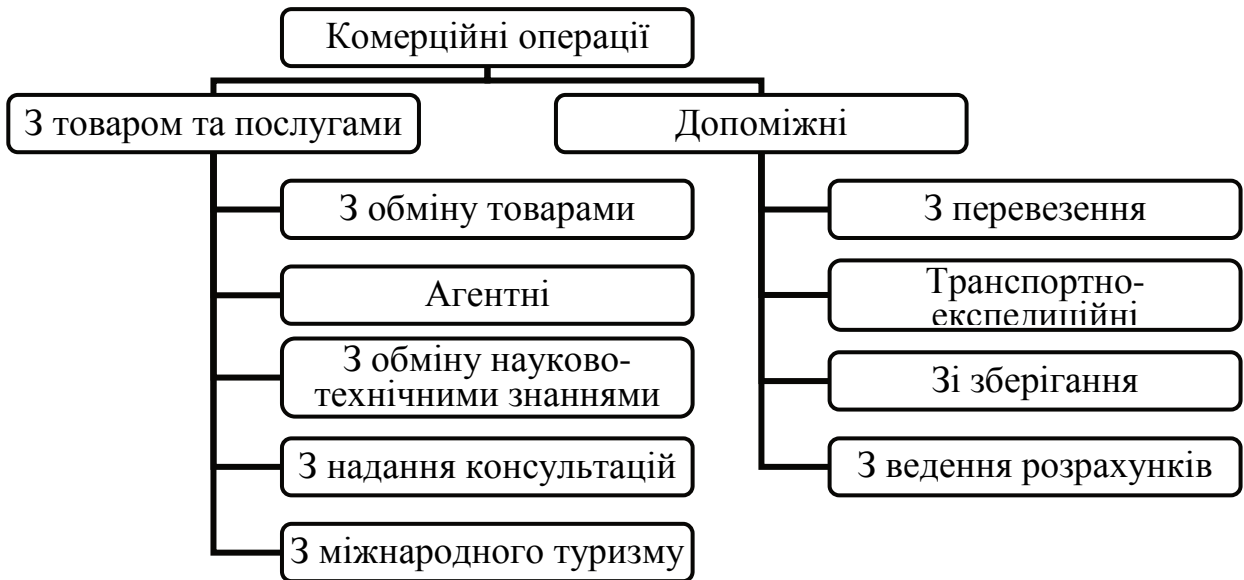 Комерційні операції
З товаром та послугами
Допоміжні
З обміну товарами
Агентні
З обміну науково-
технічними знаннями
З надання консультацій
З міжнародного туризму
З перевезення
Транспортно-
експедиційні
Зі зберігання
З ведення розрахунків